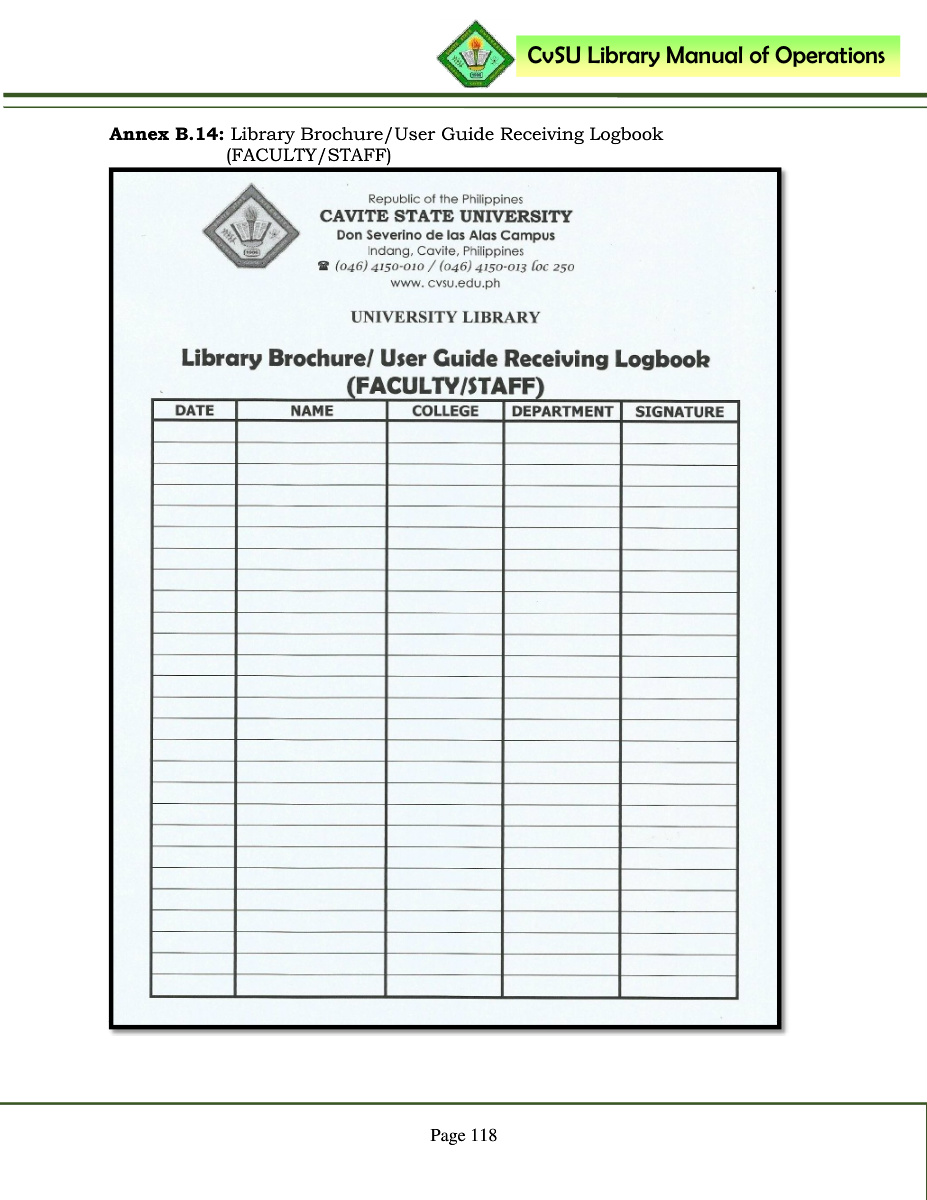 CvSU Library Manual of Operations
Annex B.14: Library Brochure/User Guide Receiving Logbook
(FACULTY/STAFF)
Republic of the Philippines
CAVITE STATE UNIVERSITY
Don Severino de las Alas Campus
Indang, Cavite, Philippines
☎ (046) 4150-010 / (046) 4150-013 loc 250
www. cvsu.edu.ph
UNIVERSITY LIBRARY
Library Brochure/ User Guide Receiving Logbook
(FACULTY/STAFF)
DATE NAME COLLEGE DEPARTMENT SIGNATURE
Page 118